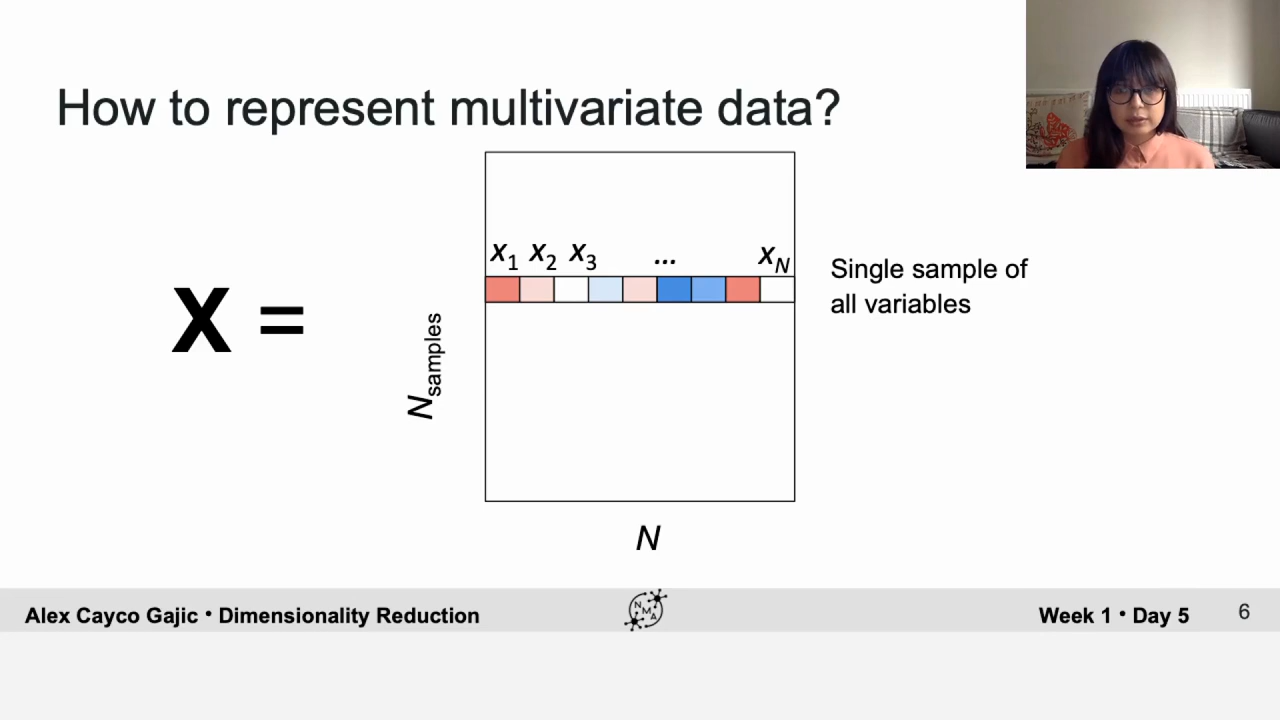 How to represent multivariate data?
x1 x2 x3 ... xN
Single sample of
all variables
X =
Nsamples
N
Alex Cayco Gajic • Dimensionality Reduction
NMA
Week 1 • Day 5
6